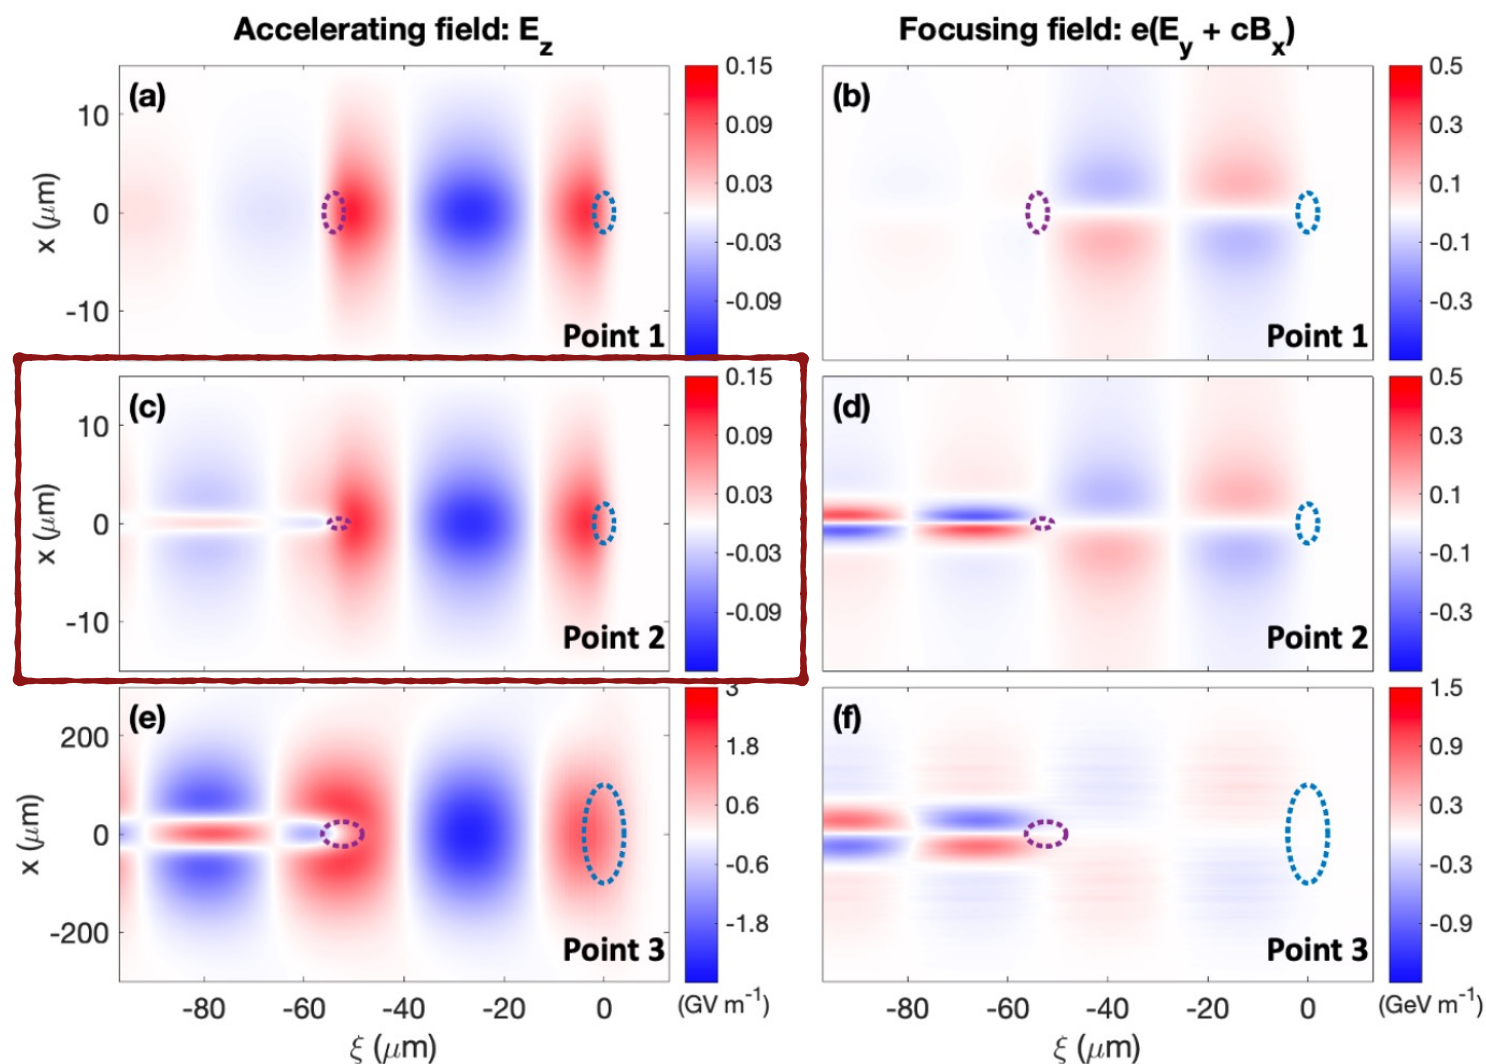 Accelerating field: E_z
Focusing field: e(E_y + cB_x)
(a)
x (μm)
10
0
-10
Point 1
0.15
0.09
0.03
-0.03
-0.09
(b)
Point 1
0.5
0.3
0.1
-0.1
-0.3
(c)
x (μm)
10
0
-10
Point 2
0.15
0.09
0.03
-0.03
-0.09
(d)
Point 2
0.5
0.3
0.1
-0.1
-0.3
(e)
x (μm)
200
0
-200
Point 3
-80 -60 -40 -20 0
ξ (μm)
3
1.8
0.6
-0.6
-1.8
(GV m⁻¹)
(f)
Point 3
-80 -60 -40 -20 0
ξ (μm)
1.5
0.9
0.3
-0.3
-0.9
(GeV m⁻¹)